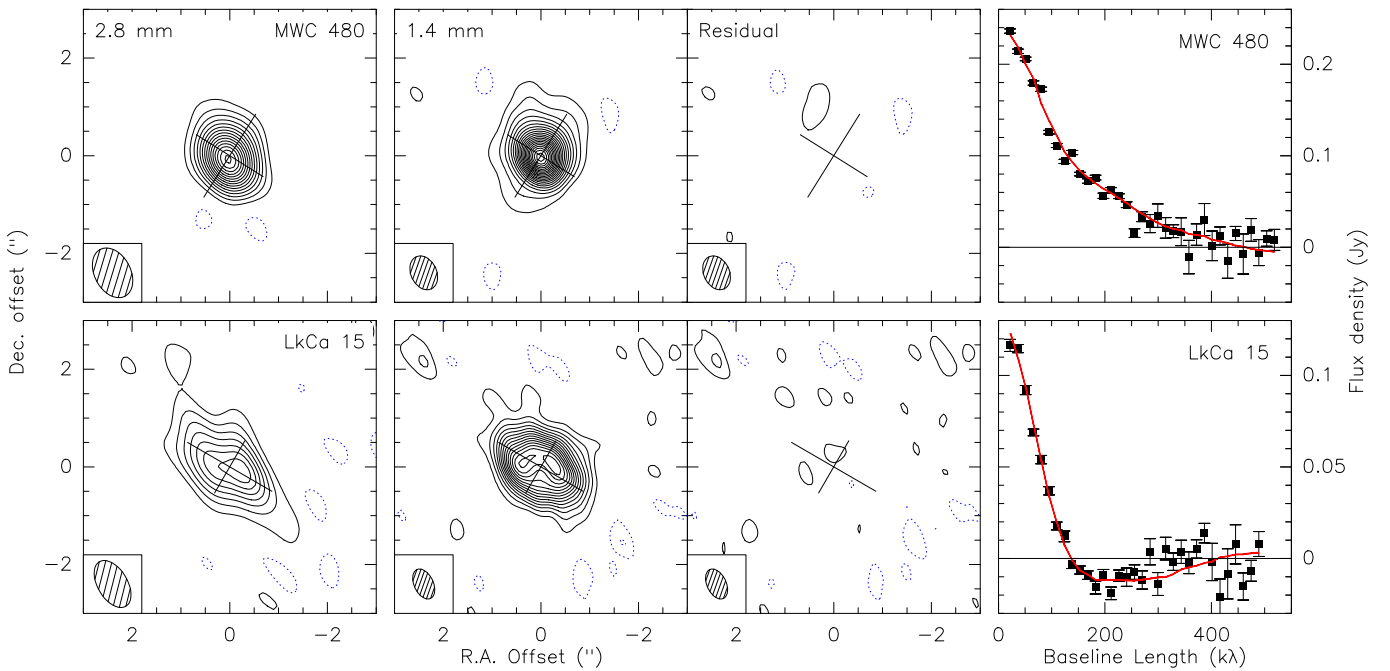 2.8 mm MWC 480
1.4 mm
Residual
MWC 480
2
0
−2
0.2
0.1
0
LkCa 15
LkCa 15
2
0
−2
0.1
0.05
0
2 0 −2
2 0 −2
2 0 −2
0 200 400
Dec. offset (")
R.A. Offset (")
Baseline Length (kλ)
Flux density (Jy)